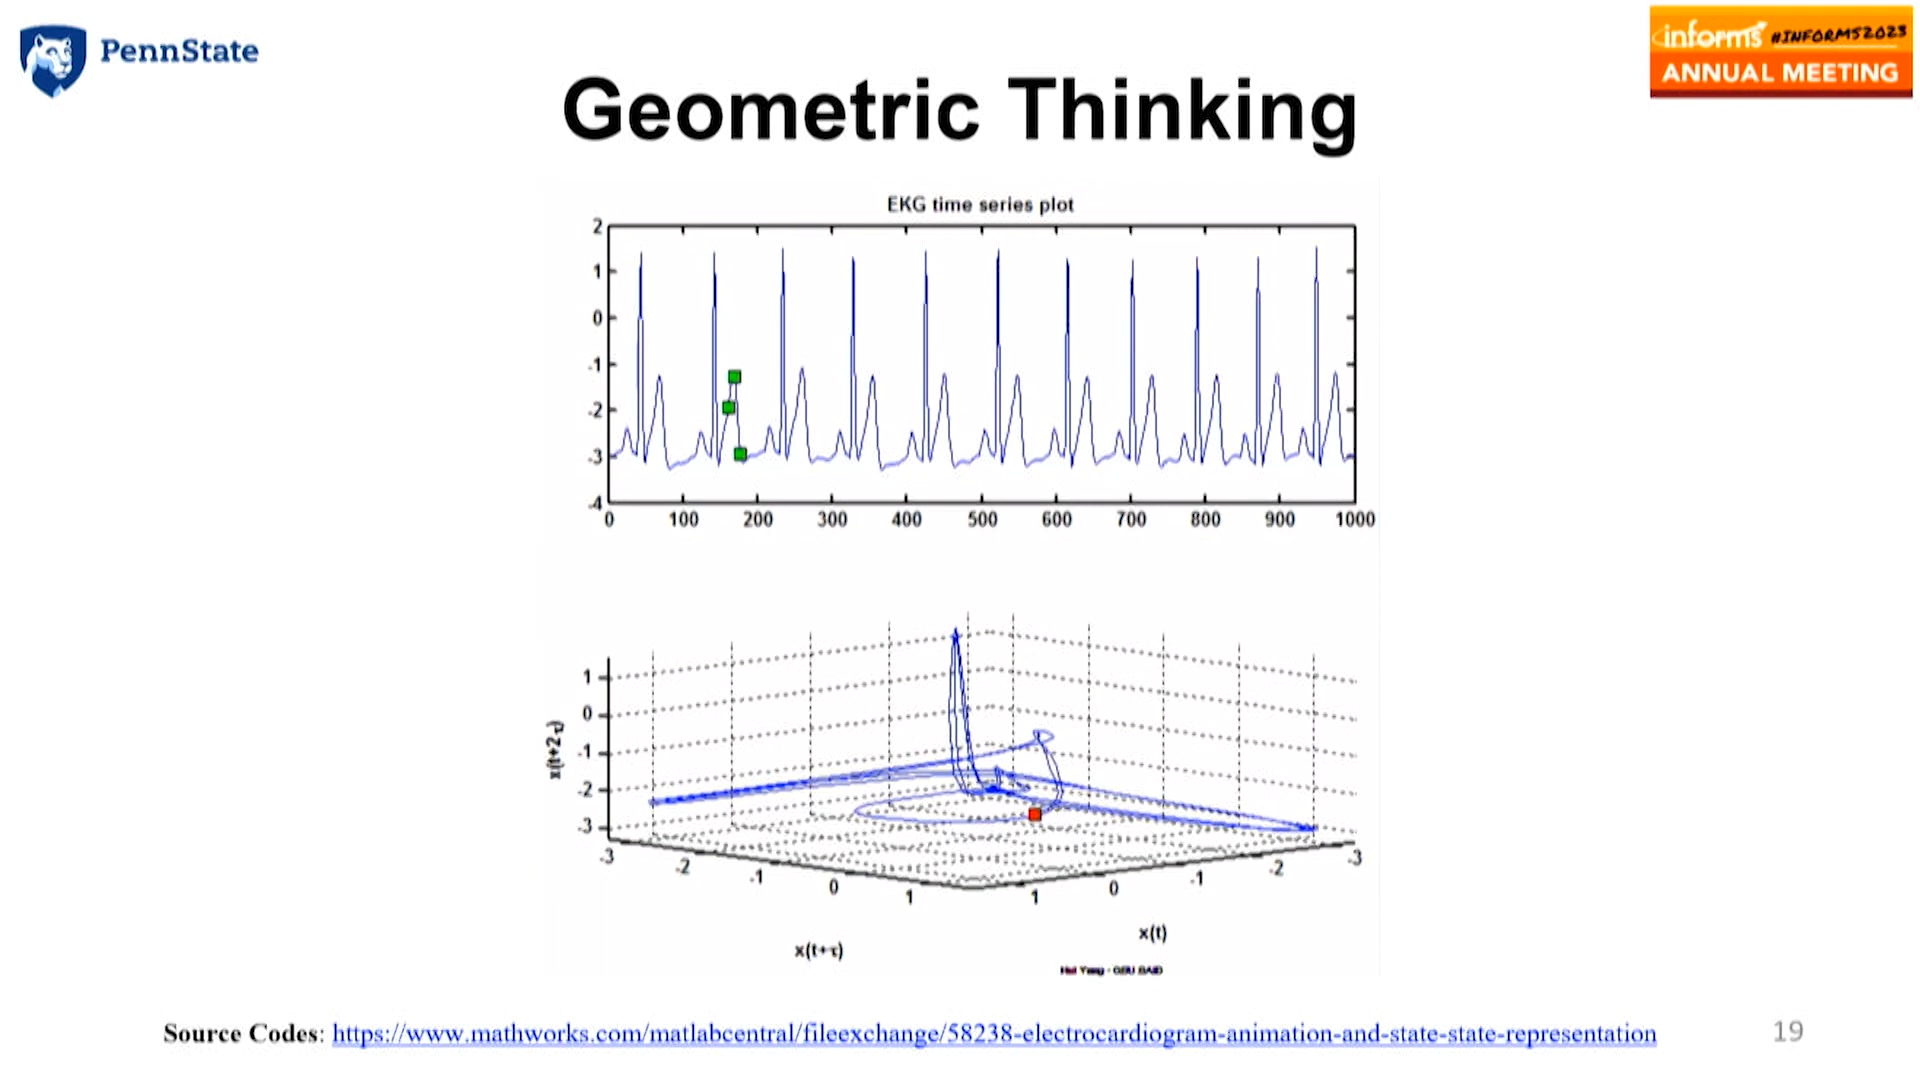 PennState
informs #INFORMS2023
ANNUAL MEETING
Geometric Thinking
EKG time series plot
2
1
0
-1
-2
-3
-4
0 100 200 300 400 500 600 700 800 900 1000
x(t+2τ)
1
0
-1
-2
-3
-3 -2 -1 0 1
1 0 -1 -2 -3
x(t+τ)
x(t)
Hui Yang -
Source Codes: https://www.mathworks.com/matlabcentral/fileexchange/58238-electrocardiogram-animation-and-state-state-representation
19